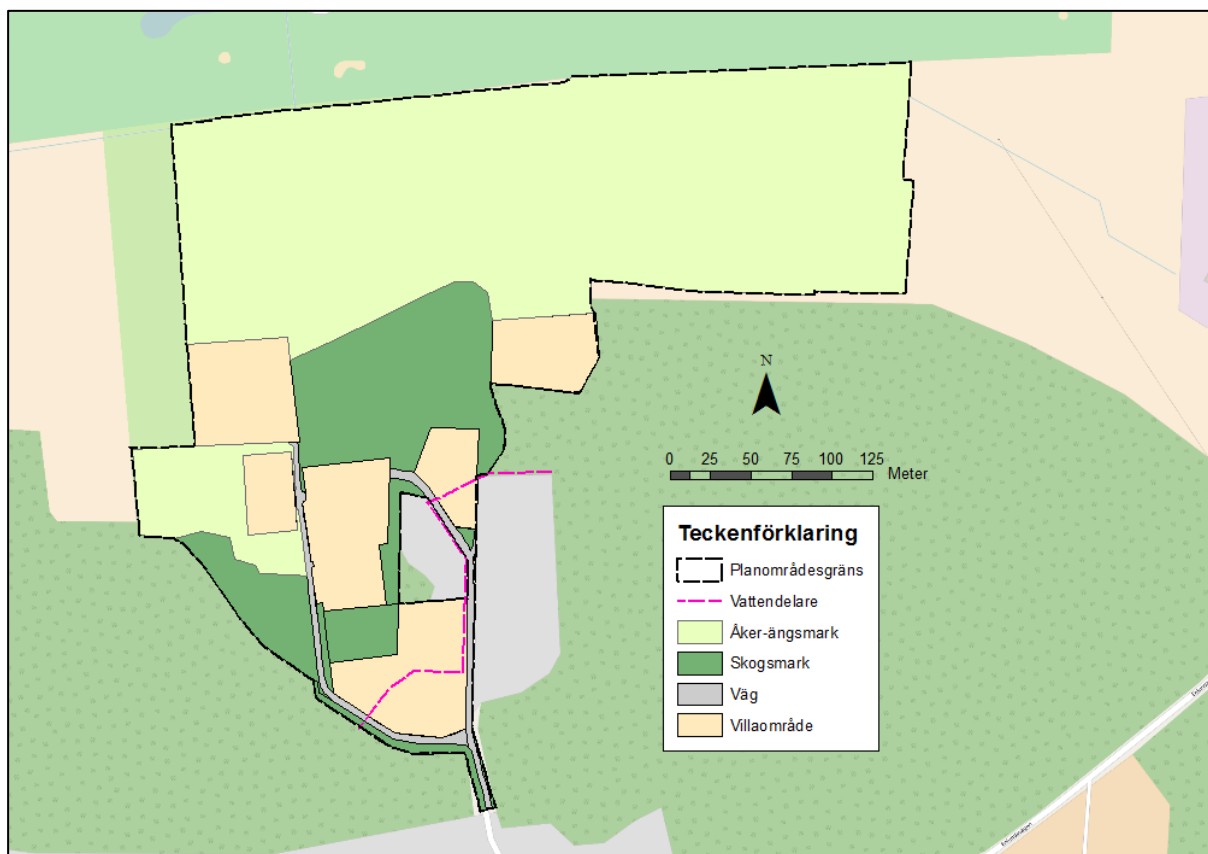 N
0 25 50 75 100 125
Meter
Teckenförklaring
Planområdesgräns
Vattendelare
Åker-ängsmark
Skogsmark
Väg
Villaområde